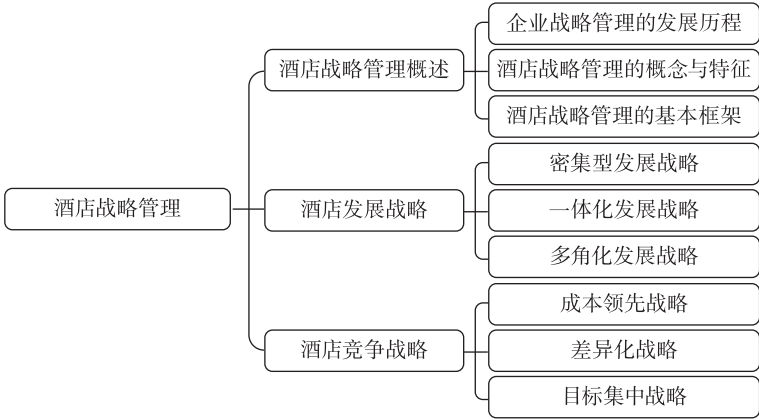 酒店战略管理
酒店战略管理概述
企业战略管理的发展历程
酒店战略管理的概念与特征
酒店战略管理的基本框架
酒店发展战略
密集型发展战略
一体化发展战略
多角化发展战略
酒店竞争战略
成本领先战略
差异化战略
目标集中战略